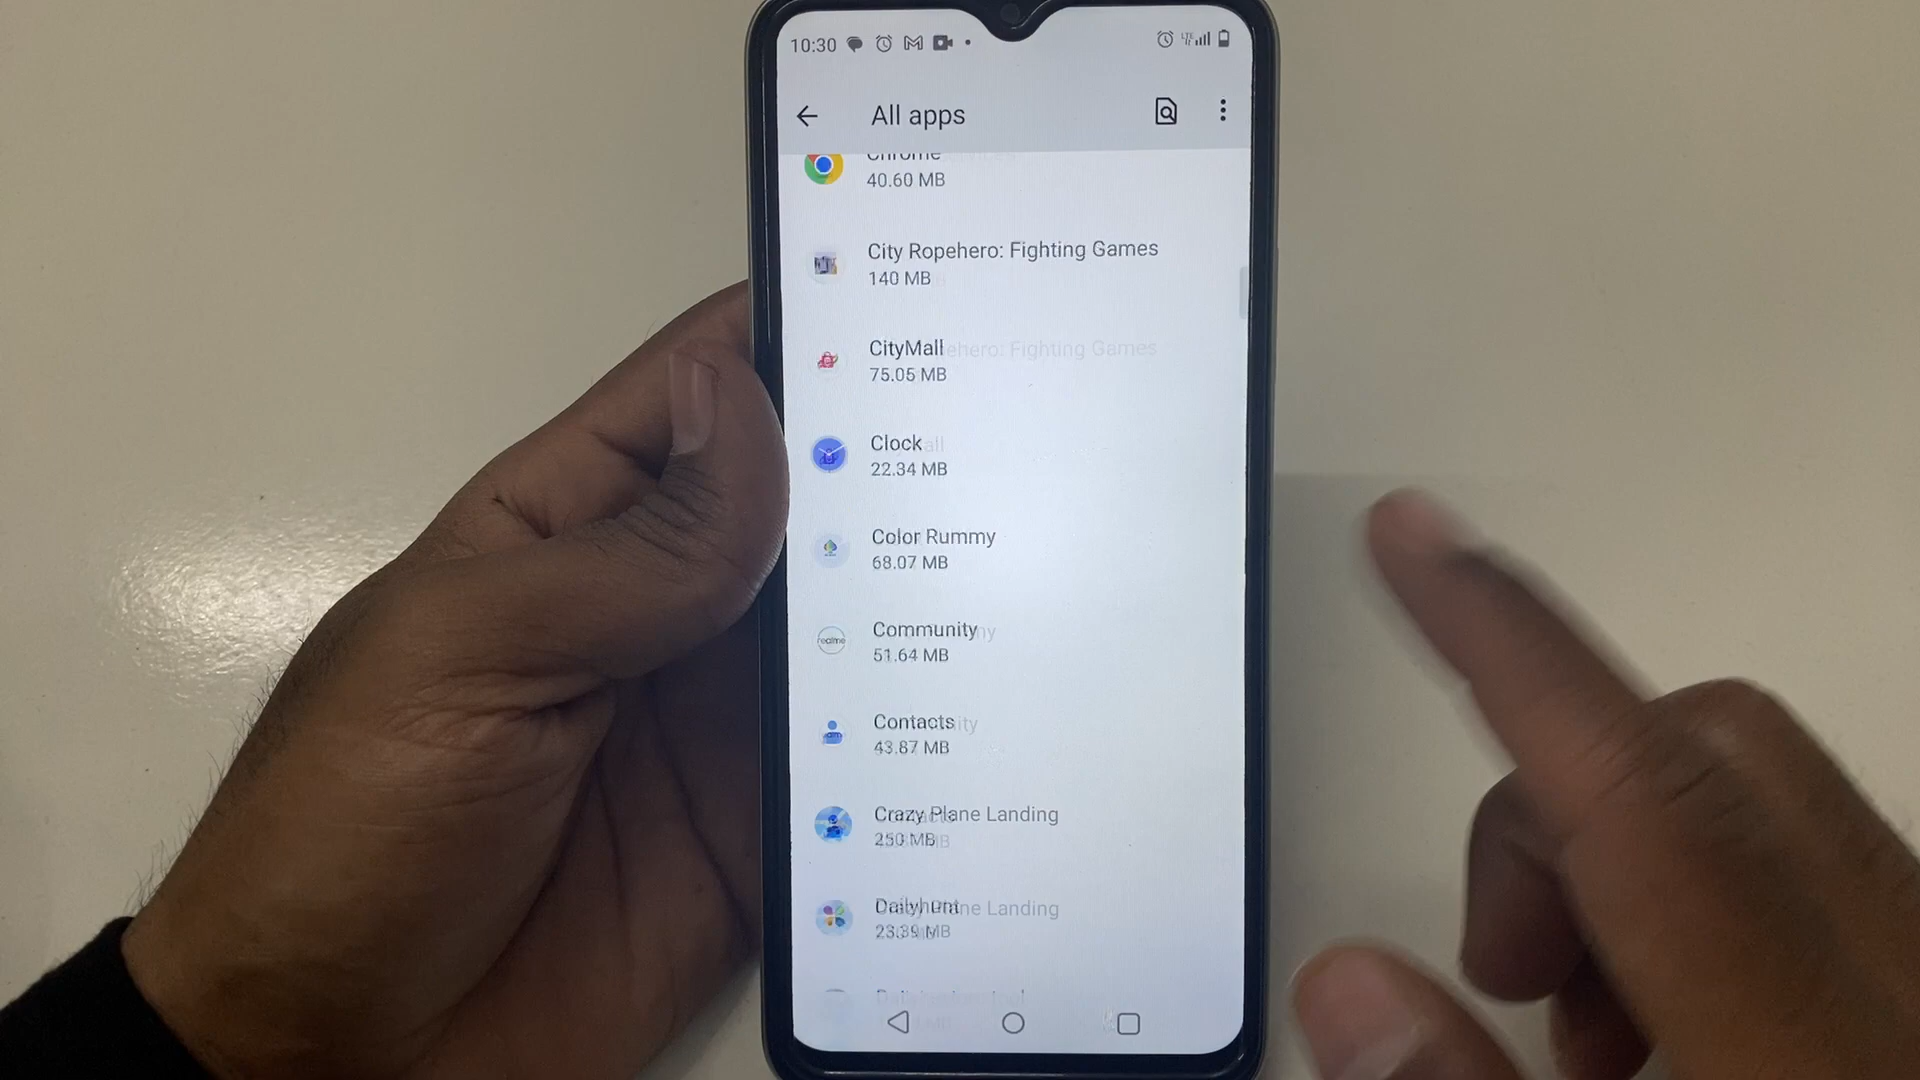 10:30
LTE
All apps
Chrome
40.60 MB
City Ropehero: Fighting Games
140 MB
CityMall
75.05 MB
Clock
22.34 MB
Color Rummy
68.07 MB
realme
Community
51.64 MB
Contacts
43.87 MB
Crazy Plane Landing
250 MB
Dailyhunt
23.39 MB